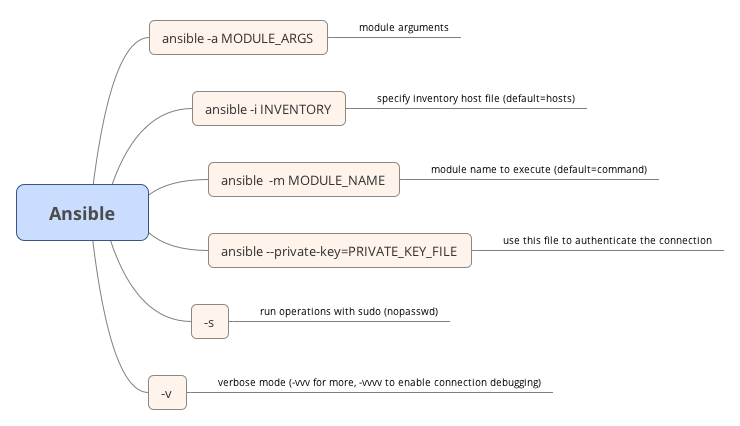 ansible -a MODULE_ARGS
module arguments
ansible -i INVENTORY
specify inventory host file (default=hosts)
ansible  -m MODULE_NAME
module name to execute (default=command)
Ansible
ansible --private-key=PRIVATE_KEY_FILE
use this file to authenticate the connection
-s
run operations with sudo (nopasswd)
-v
verbose mode (-vvv for more, -vvvv to enable connection debugging)